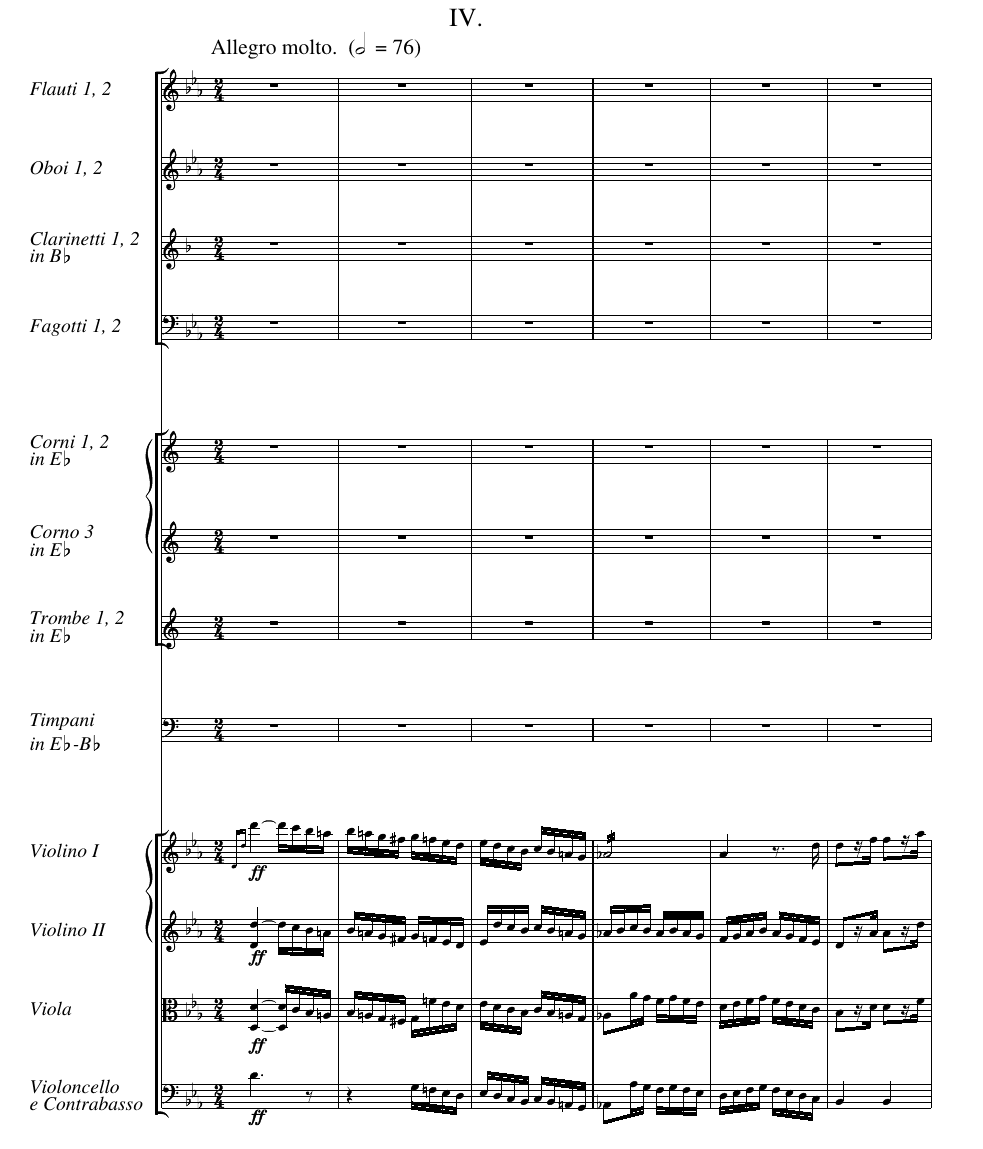 IV.
Allegro molto. (𝅗𝅥 = 76)
Flauti 1, 2
Oboi 1, 2
Clarinetti 1, 2
in B♭
Fagotti 1, 2
Corni 1, 2
in E♭
Corno 3
in E♭
Trombe 1, 2
in E♭
Timpani
in E♭-B♭
Violino I
ff
Violino II
ff
Viola
ff
Violoncello
e Contrabasso
ff